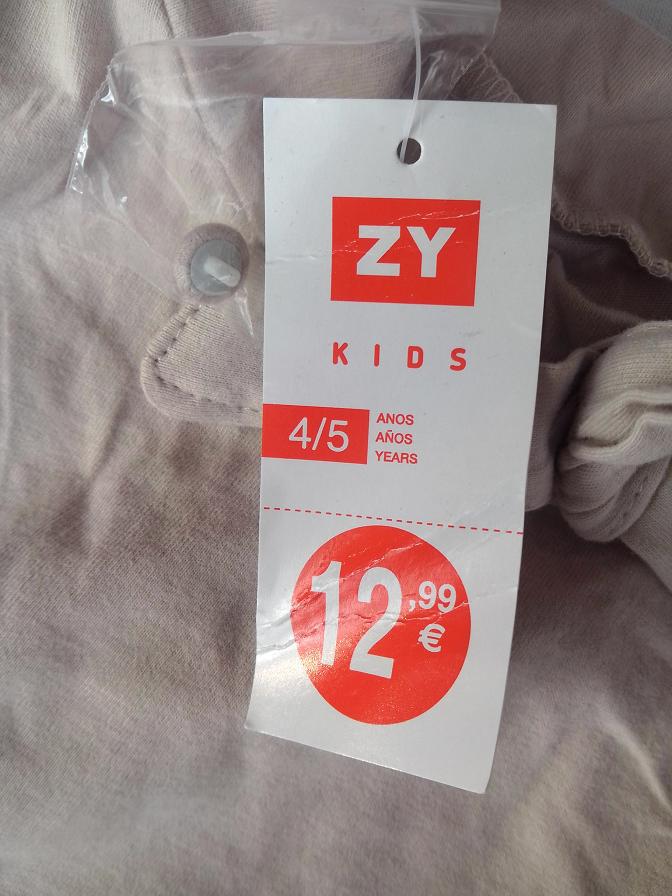 ZY
KIDS
4/5
ANOS
AÑOS
YEARS
12,99
€